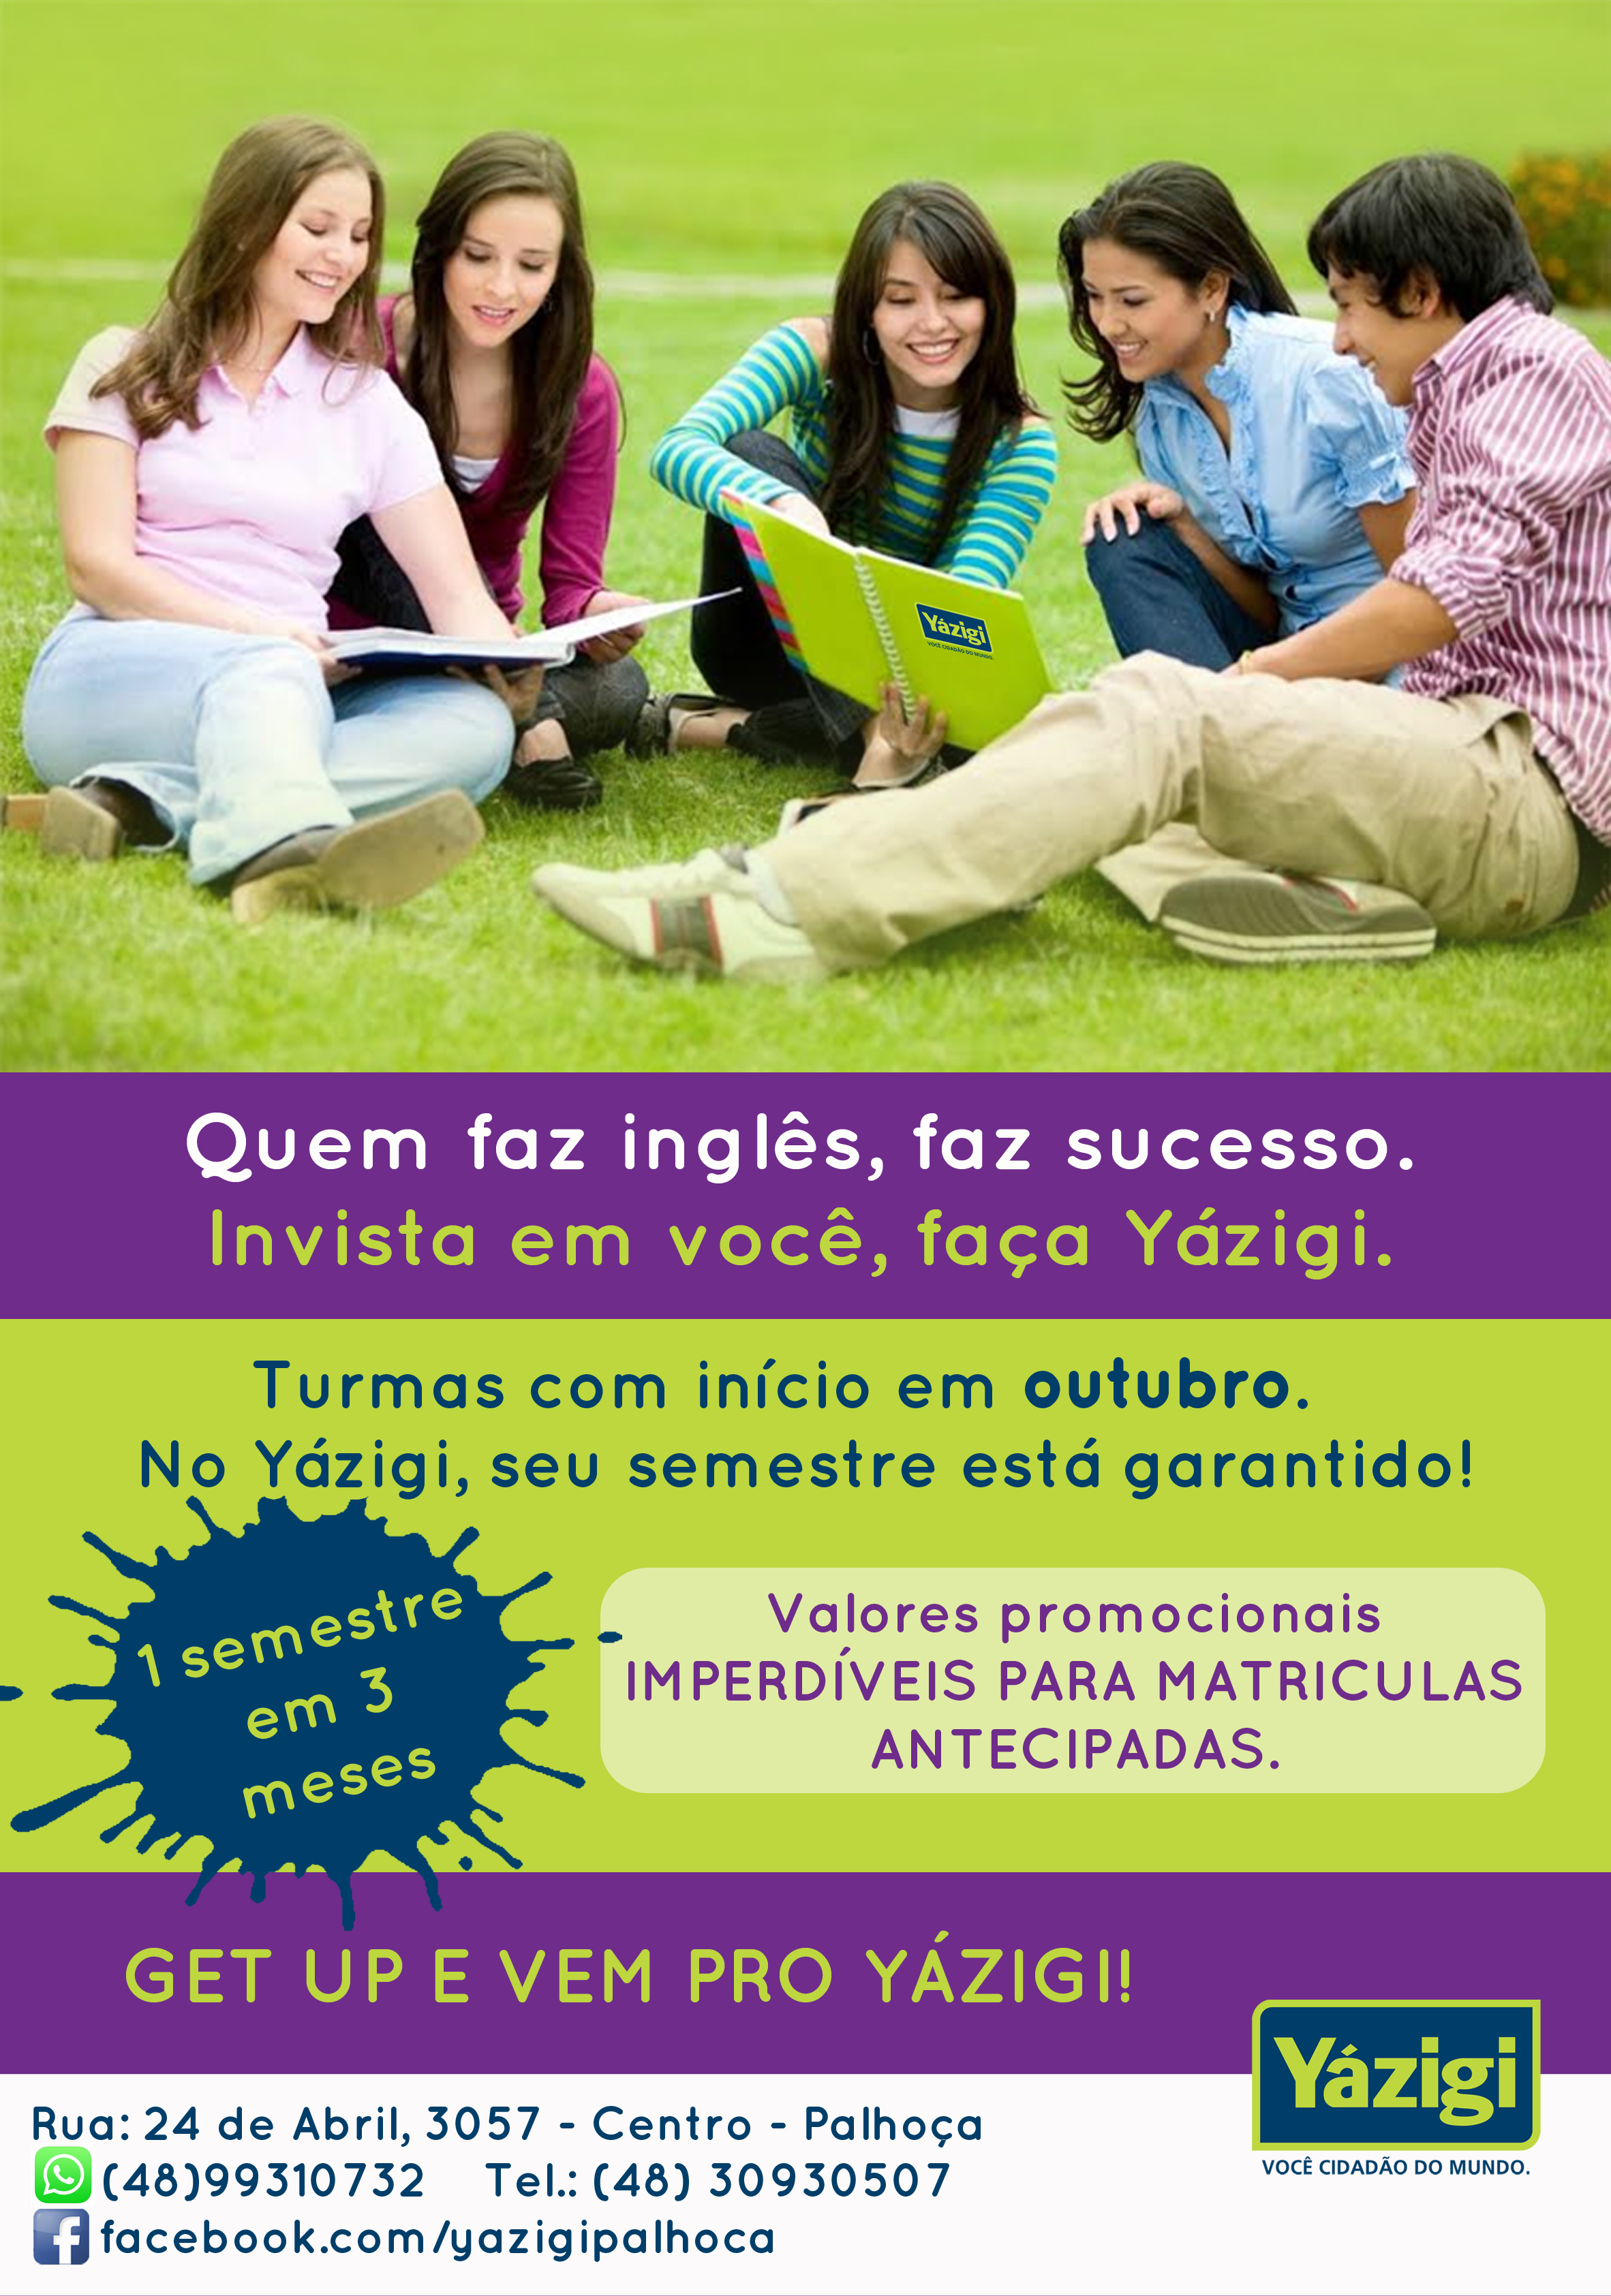 Yázigi
VOCÊ CIDADÃO DO MUNDO.
Quem faz inglês, faz sucesso.
Invista em você, faça Yázigi.
Turmas com início em outubro.
No Yázigi, seu semestre está garantido!
1 semestre
em 3
meses
Valores promocionais
IMPERDÍVEIS PARA MATRICULAS
ANTECIPADAS.
GET UP E VEM PRO YÁZIGI!
Yázigi
VOCÊ CIDADÃO DO MUNDO.
Rua: 24 de Abril, 3057 - Centro - Palhoça
(48)99310732 Tel.: (48) 30930507
facebook.com/yazigipalhoca